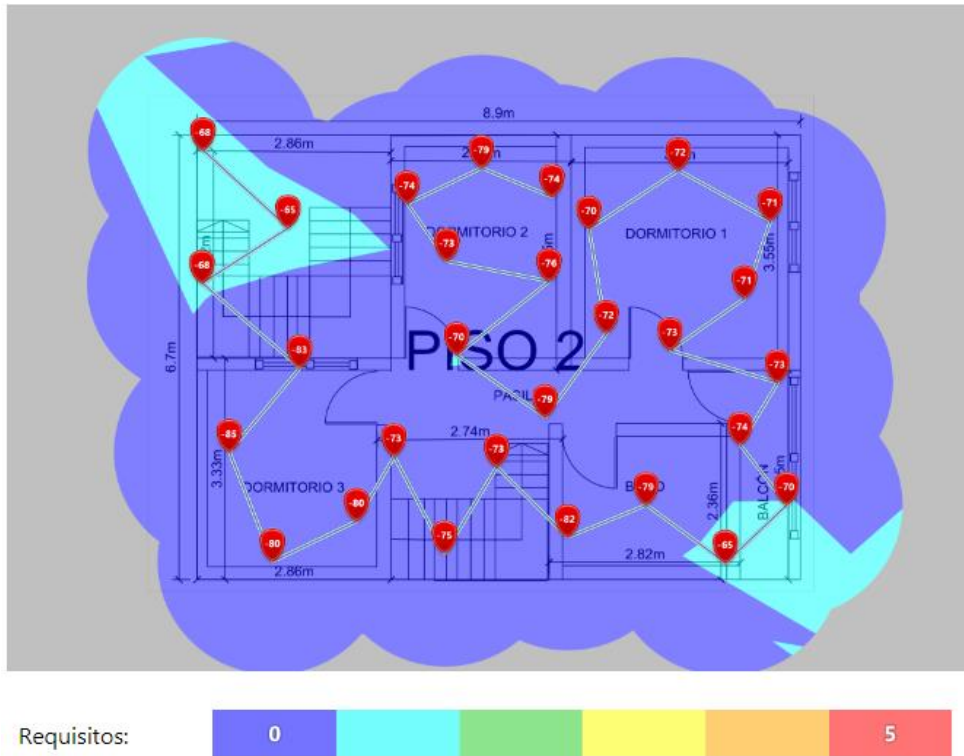 8.9m
-68
2.86m
-79
-72
-74
-74
-71
-65
-70
DORMITORIO 2
DORMITORIO 1
-73
3.55m
-68
-76
-71
-70
-72
-73
PISO 2
-83
6.7m
-73
-79
-85
-73
2.74m
-73
-74
3.33m
DORMITORIO 3
-80
-79
-70
BALCÓN
2.36m
-82
-75
-80
-65
2.86m
2.82m
Requisitos:
0
5